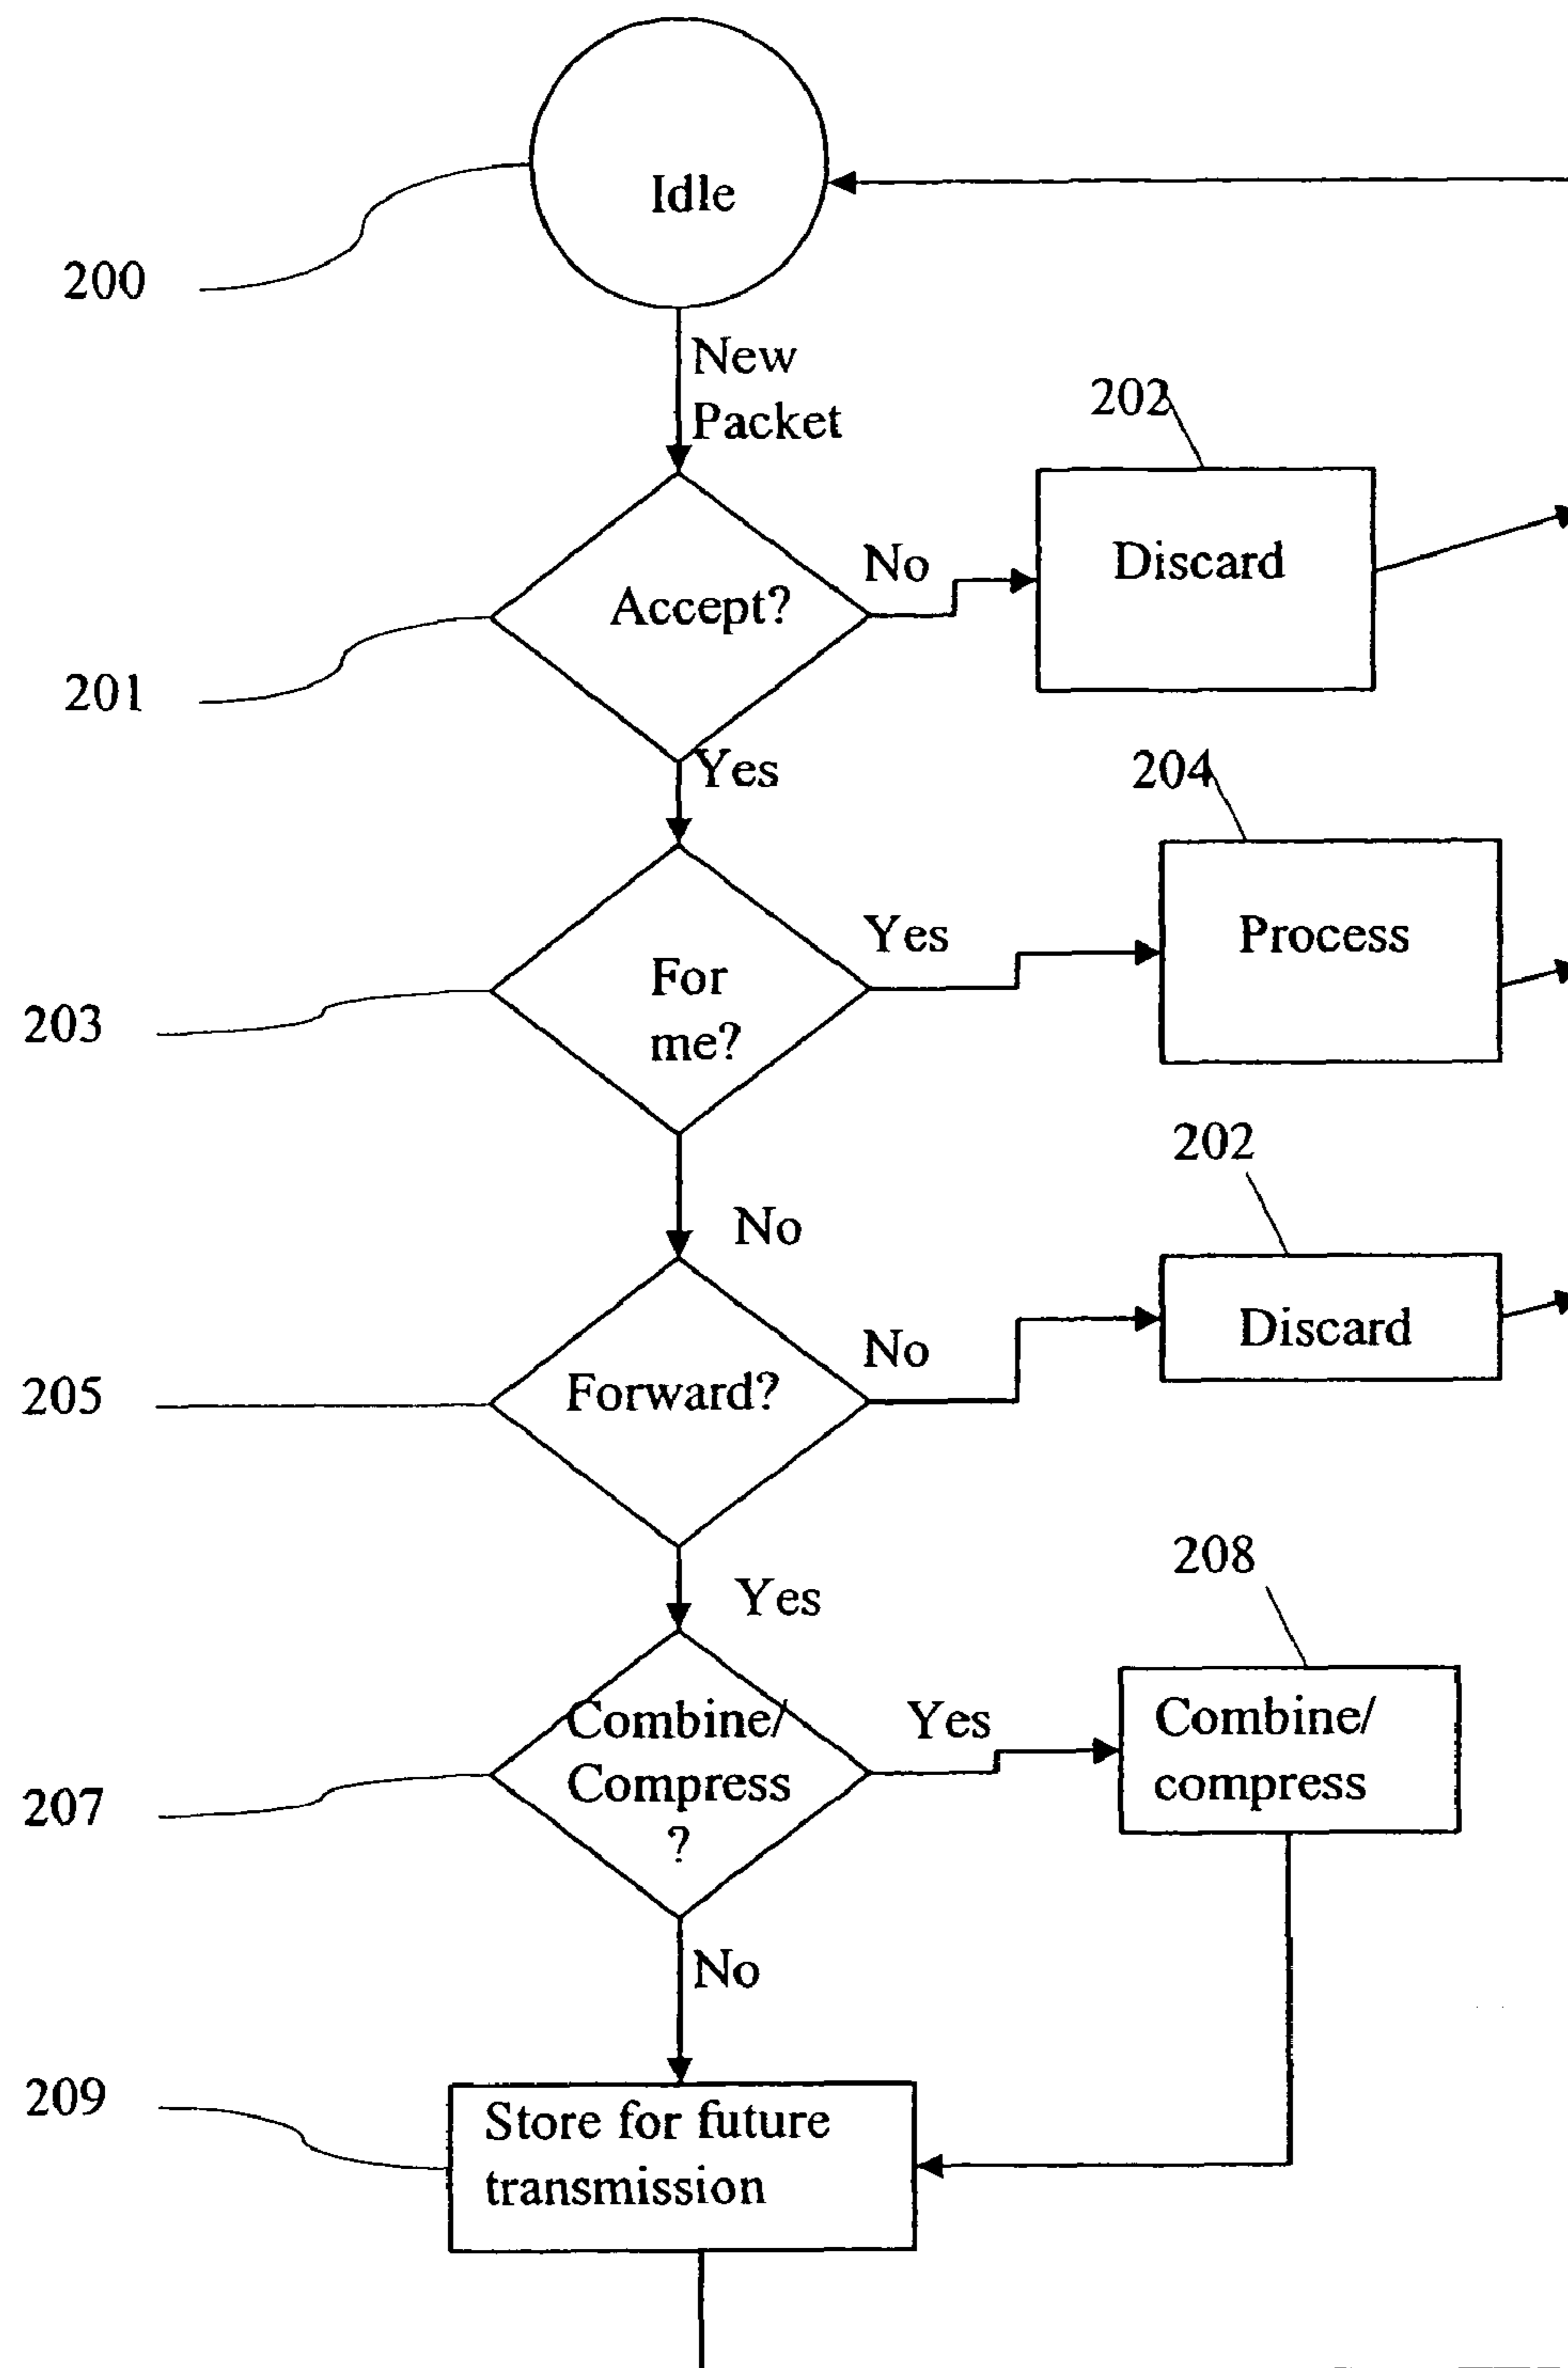 Idle
200
New
Packet
202
No
Discard
Accept?
201
Yes
204
Yes
Process
For
me?
203
202
No
No
Discard
Forward?
205
208
Yes
Combine/
Compress
?
Yes
Combine/
compress
207
No
209
Store for future
transmission